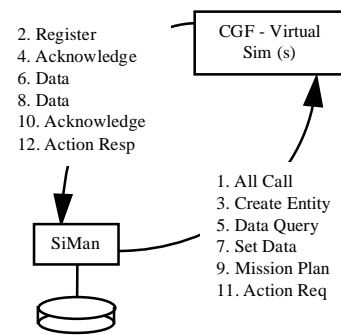 2. Register
4. Acknowledge
6. Data
8. Data
10. Acknowledge
12. Action Resp
CGF - Virtual
Sim (s)
SiMan
1. All Call
3. Create Entity
5. Data Query
7. Set Data
9. Mission Plan
11. Action Req